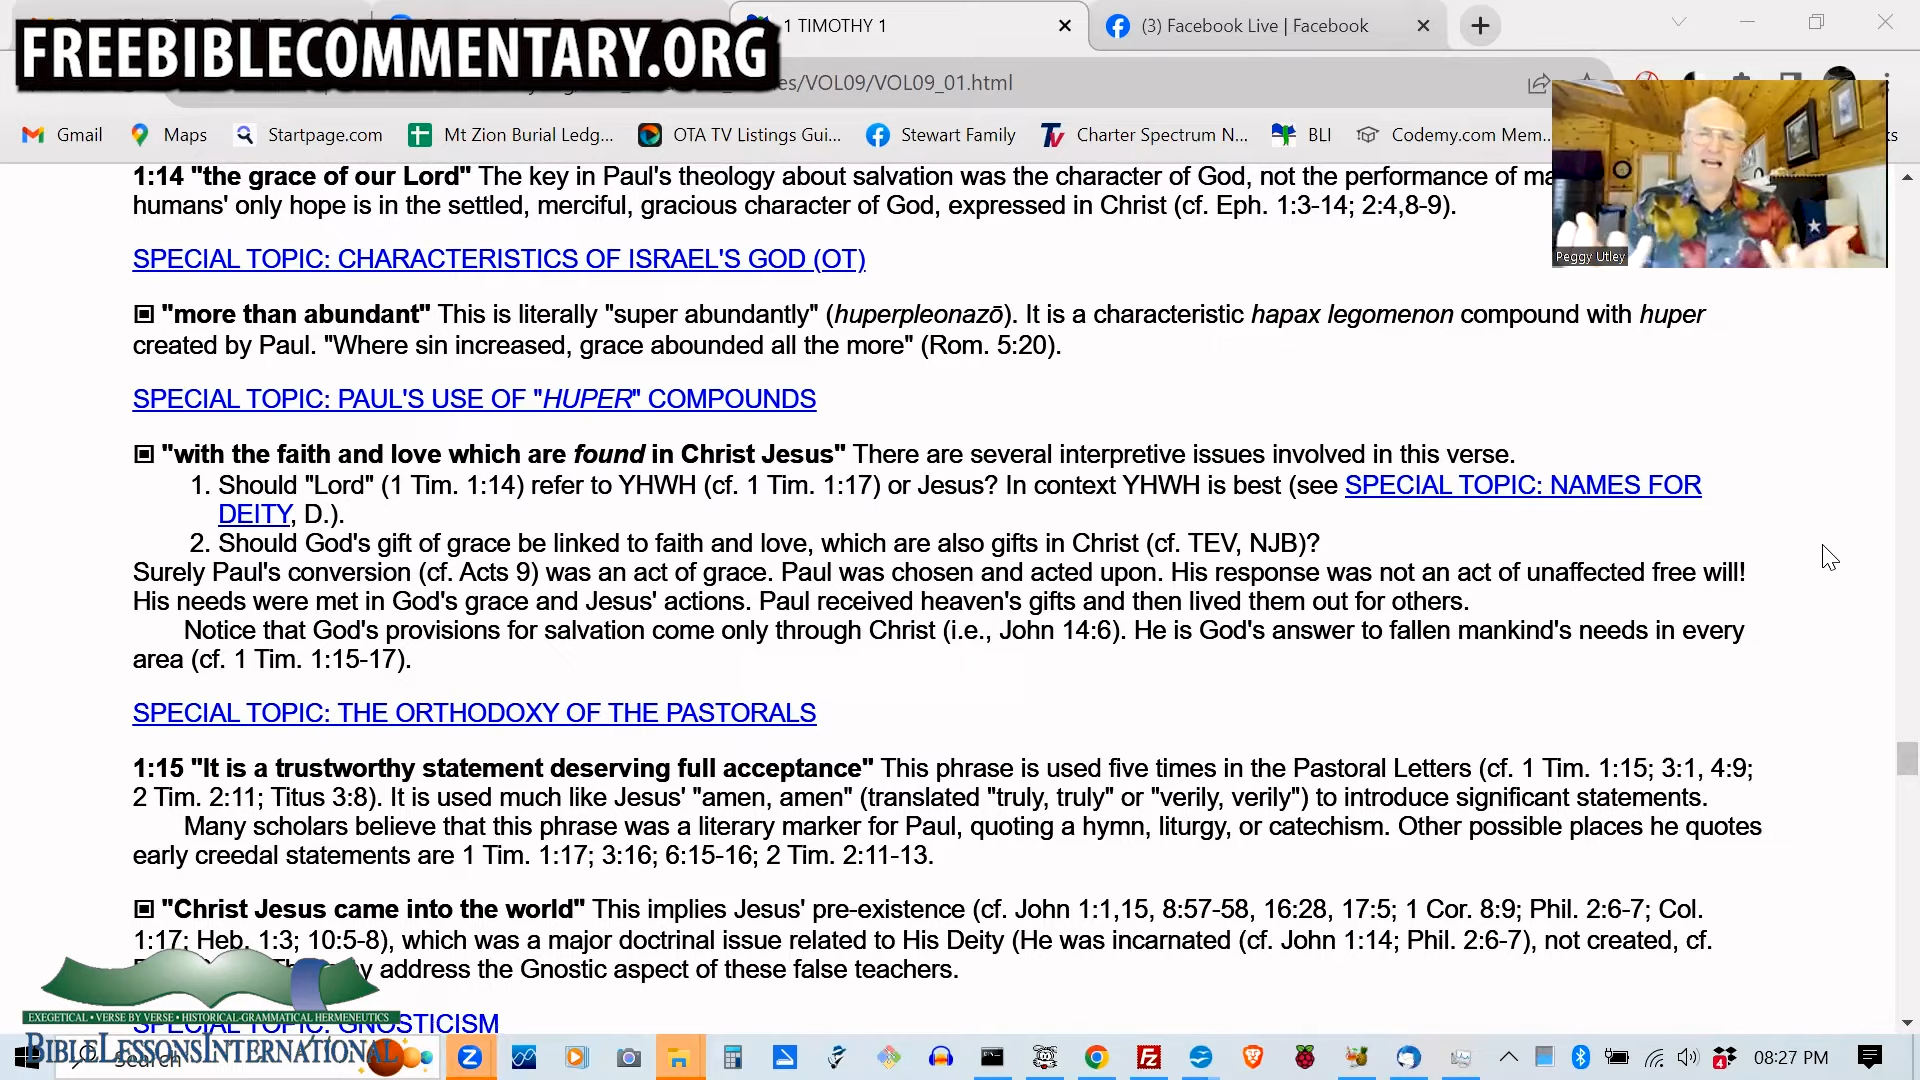 1 TIMOTHY 1
(3) Facebook Live | Facebook
FREEBIBLECOMMENTARY.ORG
es/VOL09/VOL09_01.html
Gmail
Maps
Startpage.com
Mt Zion Burial Ledg...
OTA TV Listings Gui...
Stewart Family
Charter Spectrum N...
BLI
Codemy.com Mem...
ks
1:14 "the grace of our Lord" The key in Paul's theology about salvation was the character of God, not the performance of
humans' only hope is in the settled, merciful, gracious character of God, expressed in Christ (cf. Eph. 1:3-14; 2:4,8-9).
Peggy Utley
SPECIAL TOPIC: CHARACTERISTICS OF ISRAEL'S GOD (OT)
"more than abundant" This is literally "super abundantly" (huperpleonazō). It is a characteristic hapax legomenon compound with huper
created by Paul. "Where sin increased, grace abounded all the more" (Rom. 5:20).
SPECIAL TOPIC: PAUL'S USE OF "HUPER" COMPOUNDS
"with the faith and love which are found in Christ Jesus" There are several interpretive issues involved in this verse.
1. Should "Lord" (1 Tim. 1:14) refer to YHWH (cf. 1 Tim. 1:17) or Jesus? In context YHWH is best (see SPECIAL TOPIC: NAMES FOR
DEITY, D.).
2. Should God's gift of grace be linked to faith and love, which are also gifts in Christ (cf. TEV, NJB)?
Surely Paul's conversion (cf. Acts 9) was an act of grace. Paul was chosen and acted upon. His response was not an act of unaffected free will!
His needs were met in God's grace and Jesus' actions. Paul received heaven's gifts and then lived them out for others.
Notice that God's provisions for salvation come only through Christ (i.e., John 14:6). He is God's answer to fallen mankind's needs in every
area (cf. 1 Tim. 1:15-17).
SPECIAL TOPIC: THE ORTHODOXY OF THE PASTORALS
1:15 "It is a trustworthy statement deserving full acceptance" This phrase is used five times in the Pastoral Letters (cf. 1 Tim. 1:15; 3:1, 4:9;
2 Tim. 2:11; Titus 3:8). It is used much like Jesus' "amen, amen" (translated "truly, truly" or "verily, verily") to introduce significant statements.
Many scholars believe that this phrase was a literary marker for Paul, quoting a hymn, liturgy, or catechism. Other possible places he quotes
early creedal statements are 1 Tim. 1:17; 3:16; 6:15-16; 2 Tim. 2:11-13.
"Christ Jesus came into the world" This implies Jesus' pre-existence (cf. John 1:1,15, 8:57-58, 16:28, 17:5; 1 Cor. 8:9; Phil. 2:6-7; Col.
1:17; Heb. 1:3; 10:5-8), which was a major doctrinal issue related to His Deity (He was incarnated (cf. John 1:14; Phil. 2:6-7), not created, cf.
address the Gnostic aspect of these false teachers.
EXEGETICAL • VERSE BY VERSE • HISTORICAL-GRAMMATICAL HERMENEUTICS
SPECIAL TOPIC: GNOSTICISM
BIBLELESSONSINTERNATIONAL
Search
4
08:27 PM